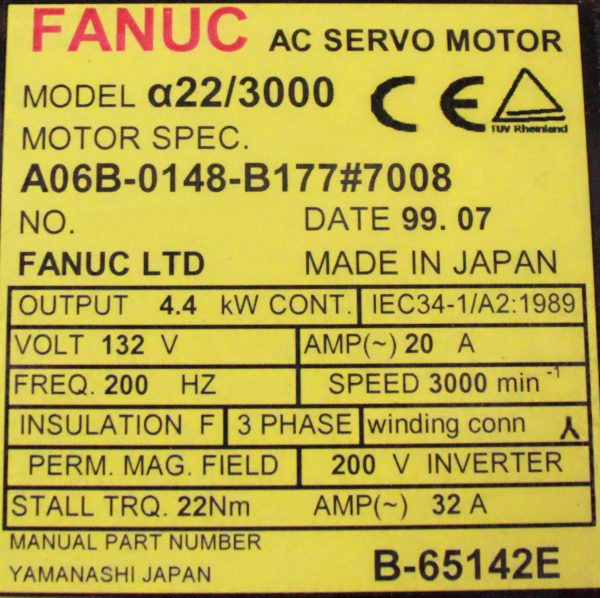 FANUC AC SERVO MOTOR
MODEL α22/3000
CE
TUV Rheinland
MOTOR SPEC.
A06B-0148-B177#7008
NO. DATE 99. 07
FANUC LTD MADE IN JAPAN
OUTPUT 4.4 kW CONT. IEC34-1/A2:1989
VOLT 132 V AMP(~) 20 A
FREQ. 200 HZ SPEED 3000 min⁻¹
INSULATION F 3 PHASE winding conn
PERM. MAG. FIELD 200 V INVERTER
STALL TRQ. 22Nm AMP(~) 32 A
MANUAL PART NUMBER
YAMANASHI JAPAN B-65142E